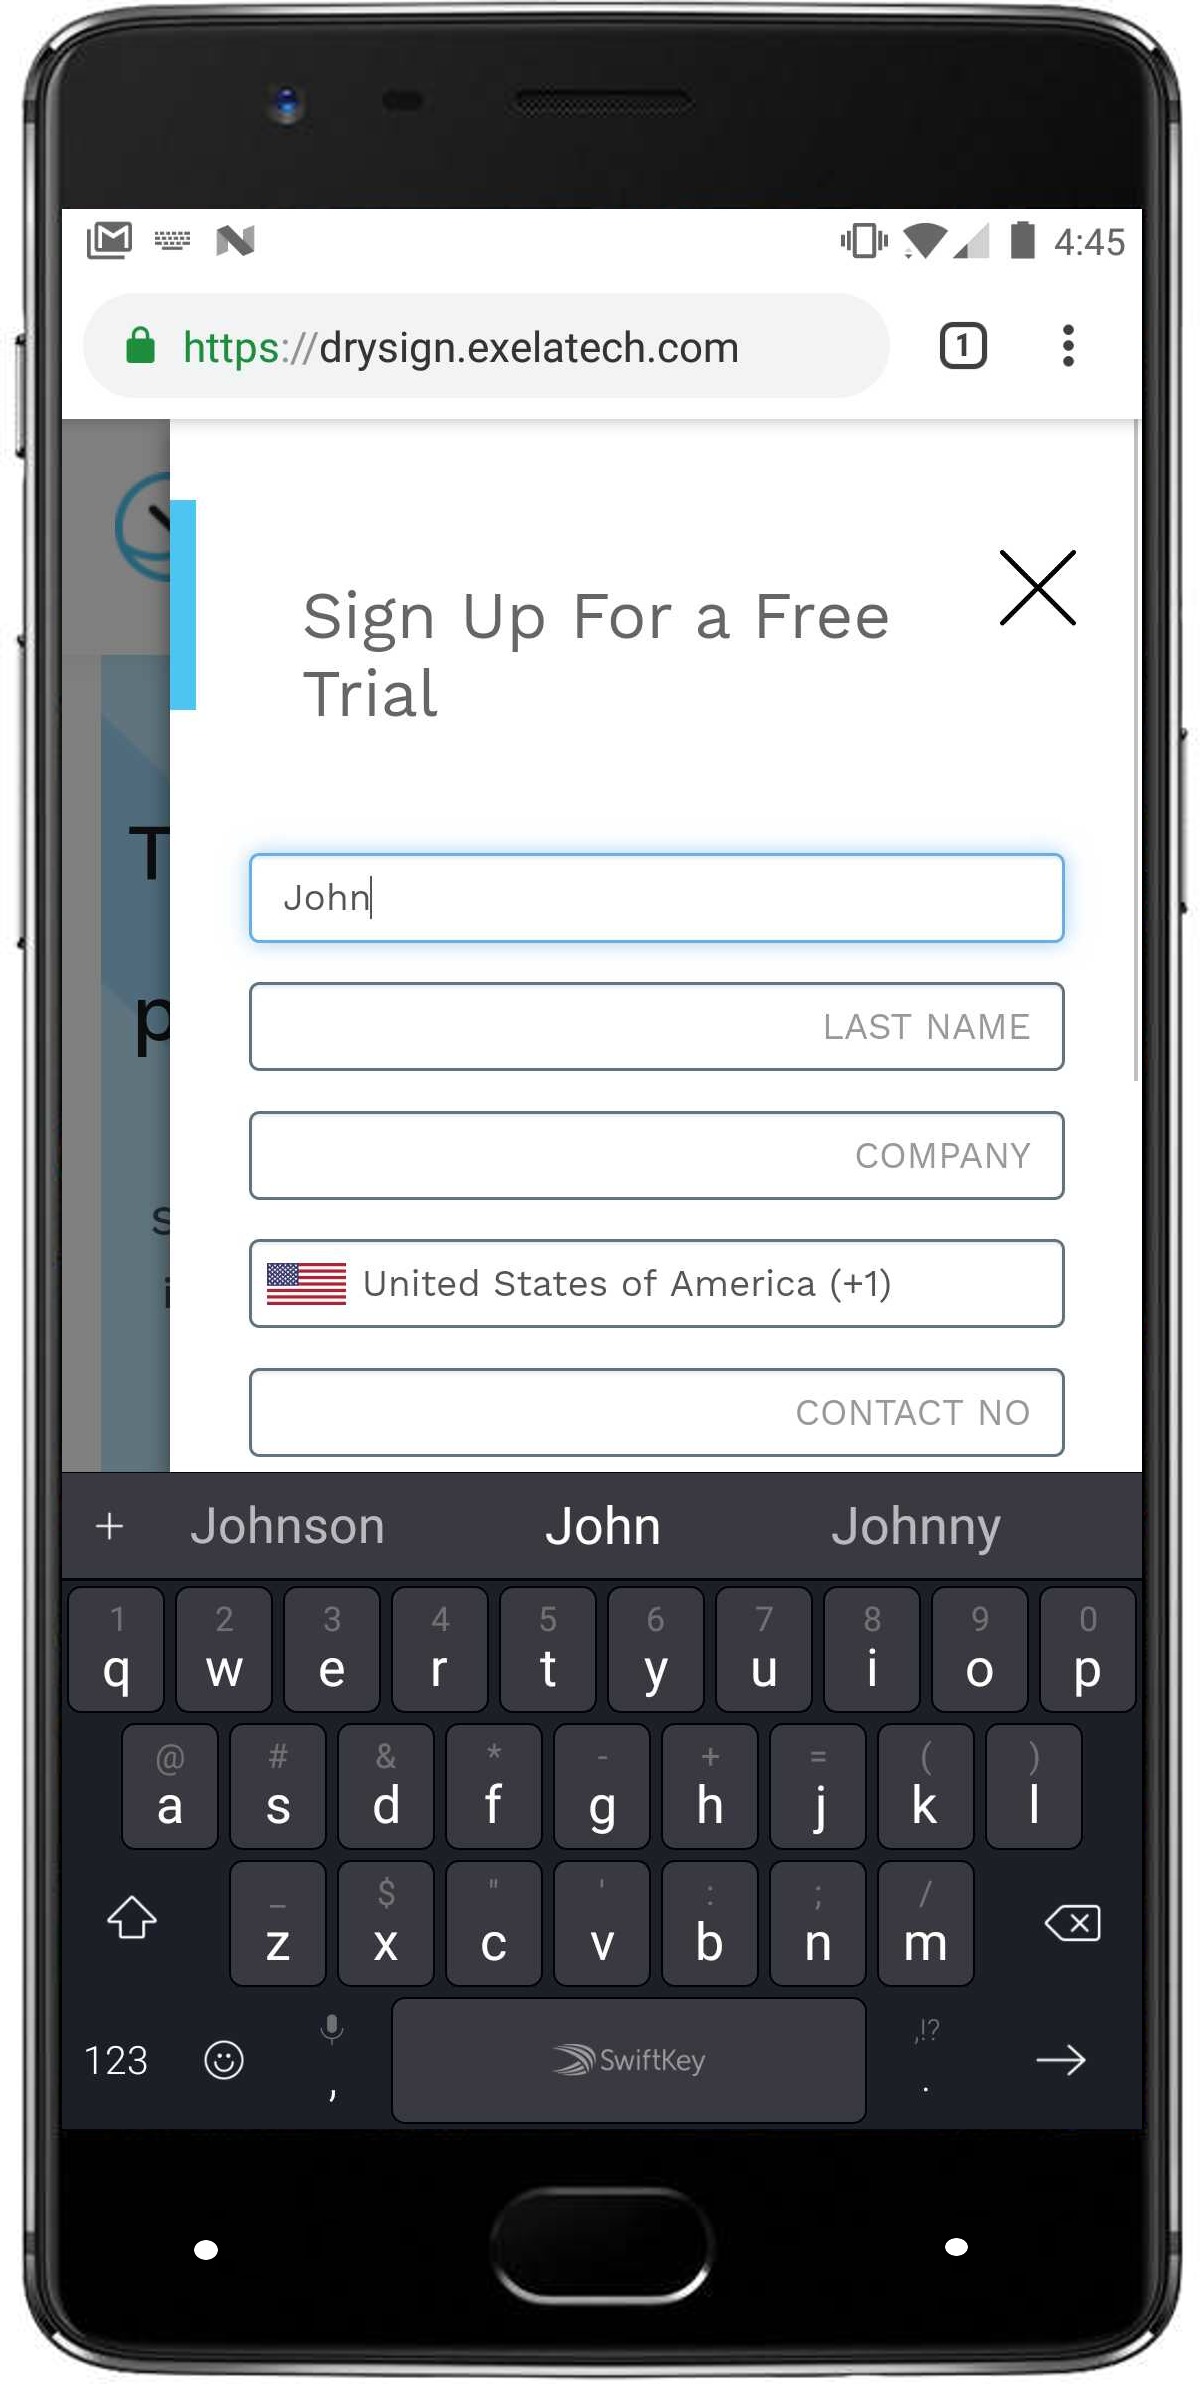 4:45
https://drysign.exelatech.com
1
Sign Up For a Free
Trial
T
p
s
i
John
LAST NAME
COMPANY
United States of America (+1)
CONTACT NO
+ Johnson John Johnny
1 2 3 4 5 6 7 8 9 0
q w e r t y u i o p
@ # & * - + = ( )
a s d f g h j k l
_ $ " ' : ; /
z x c v b n m
,!?
123 , SwiftKey .